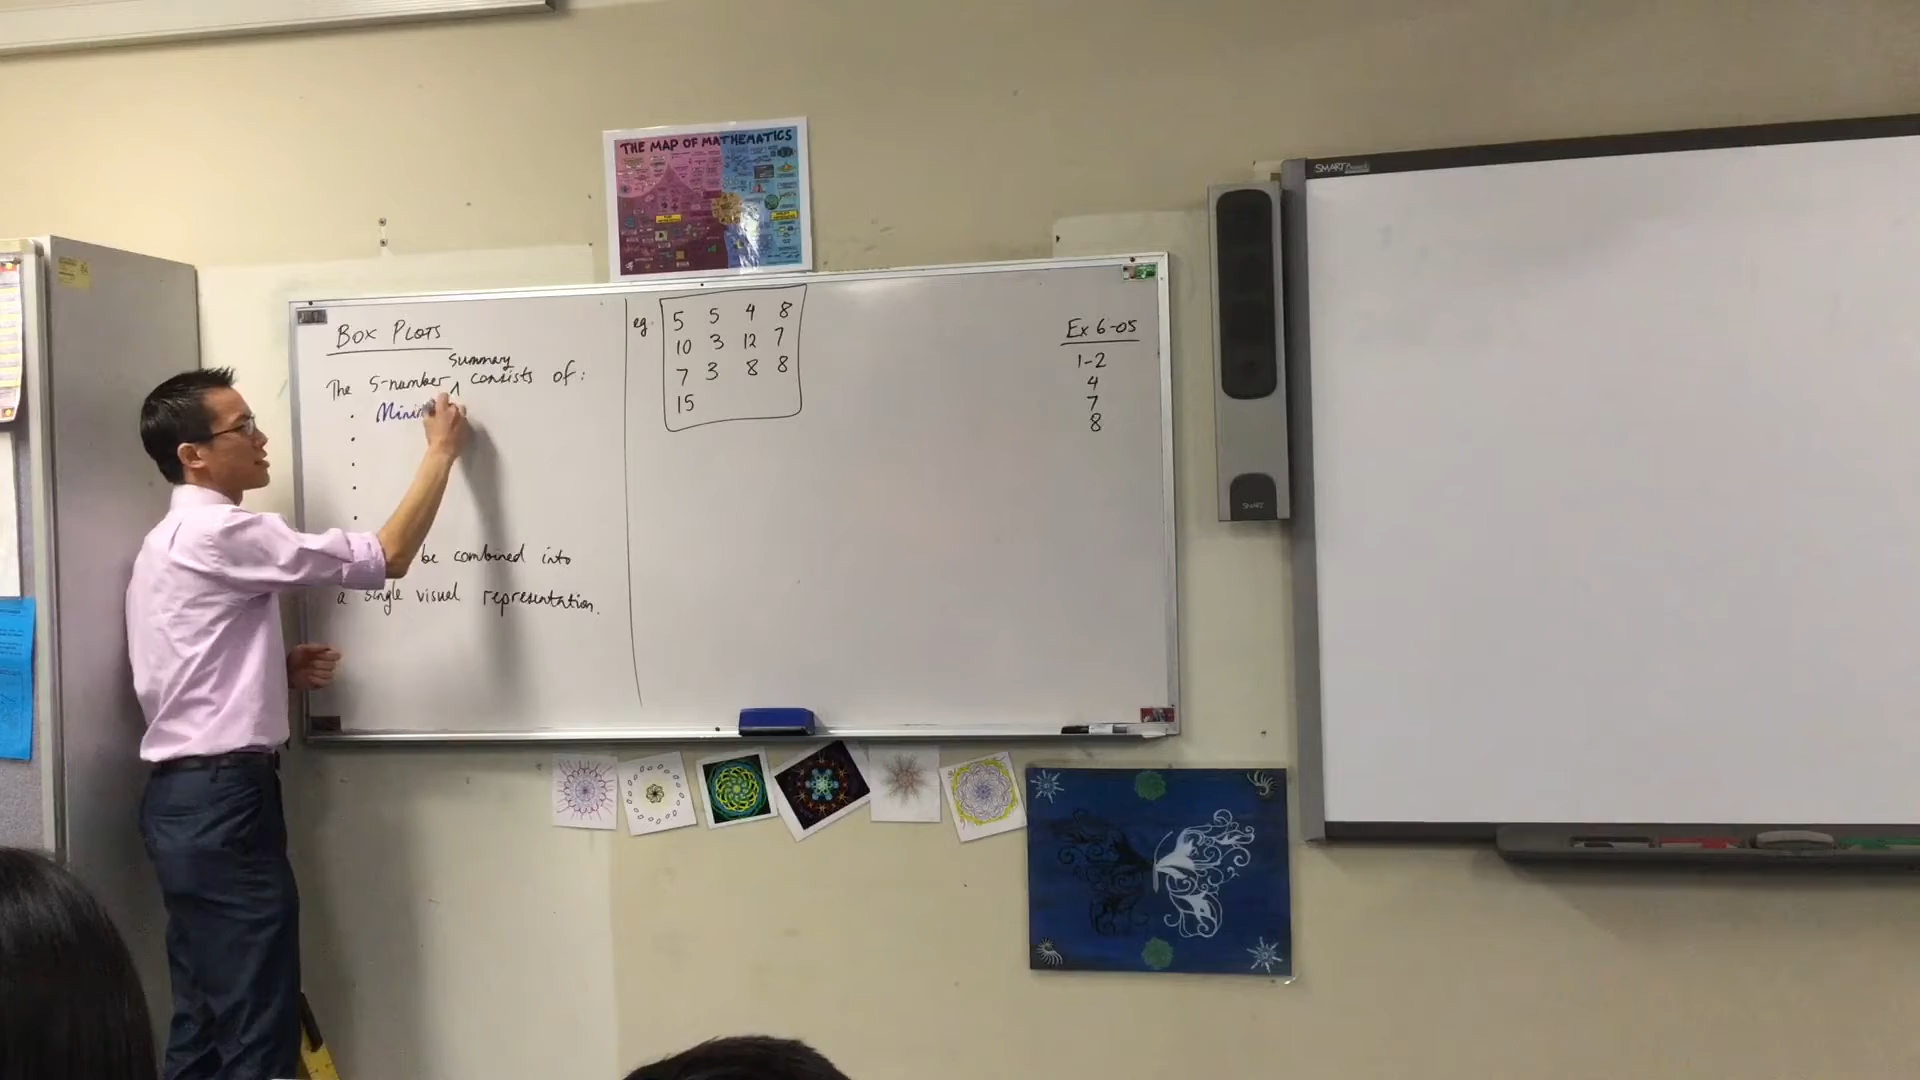 THE MAP OF MATHEMATICS
BOX PLOTS
Summary
The 5-number ^ consists of:
•
•
•
•
•
be combined into
a single visual representation.
eg.
5 5 4 8
10 3 12 7
7 3 8 8
15
Ex 6-05
1-2
4
7
8
SMART
SMART